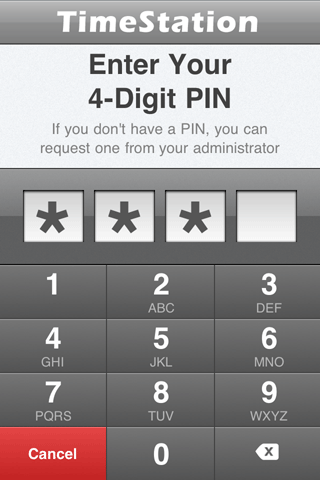 TimeStation
Enter Your
4-Digit PIN
If you don't have a PIN, you can
request one from your administrator
* * *
1 2 3
ABC DEF
4 5 6
GHI JKL MNO
7 8 9
PQRS TUV WXYZ
Cancel 0 x